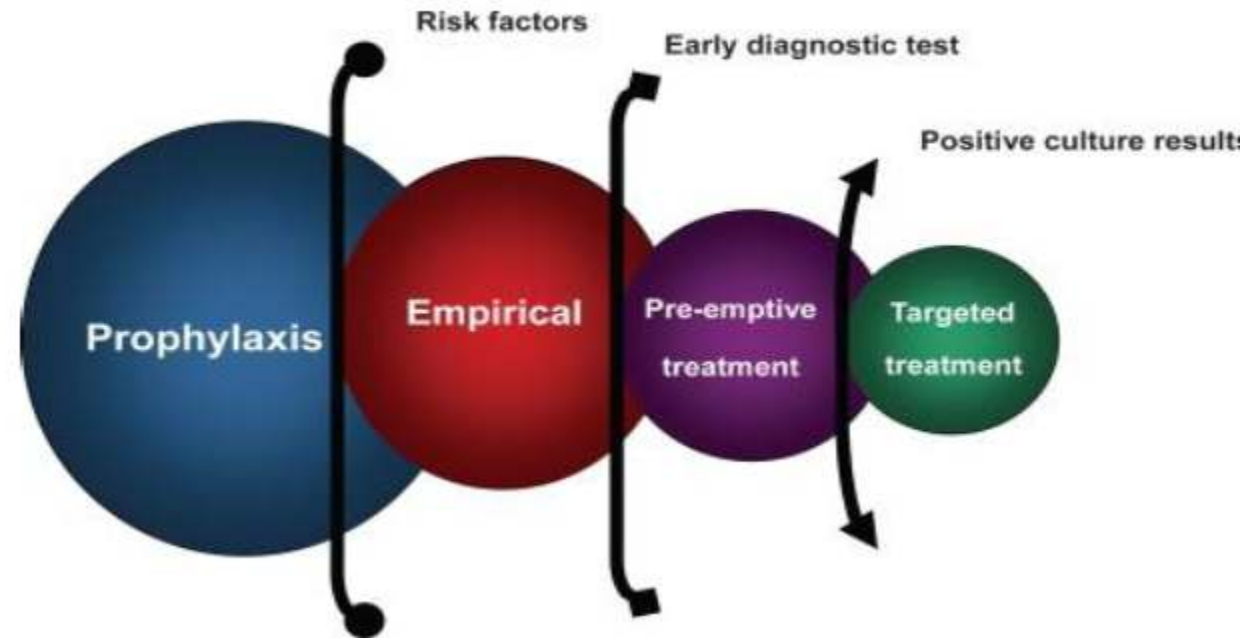 Risk factors
Early diagnostic test
Positive culture results
Prophylaxis
Empirical
Pre-emptive
treatment
Targeted
treatment